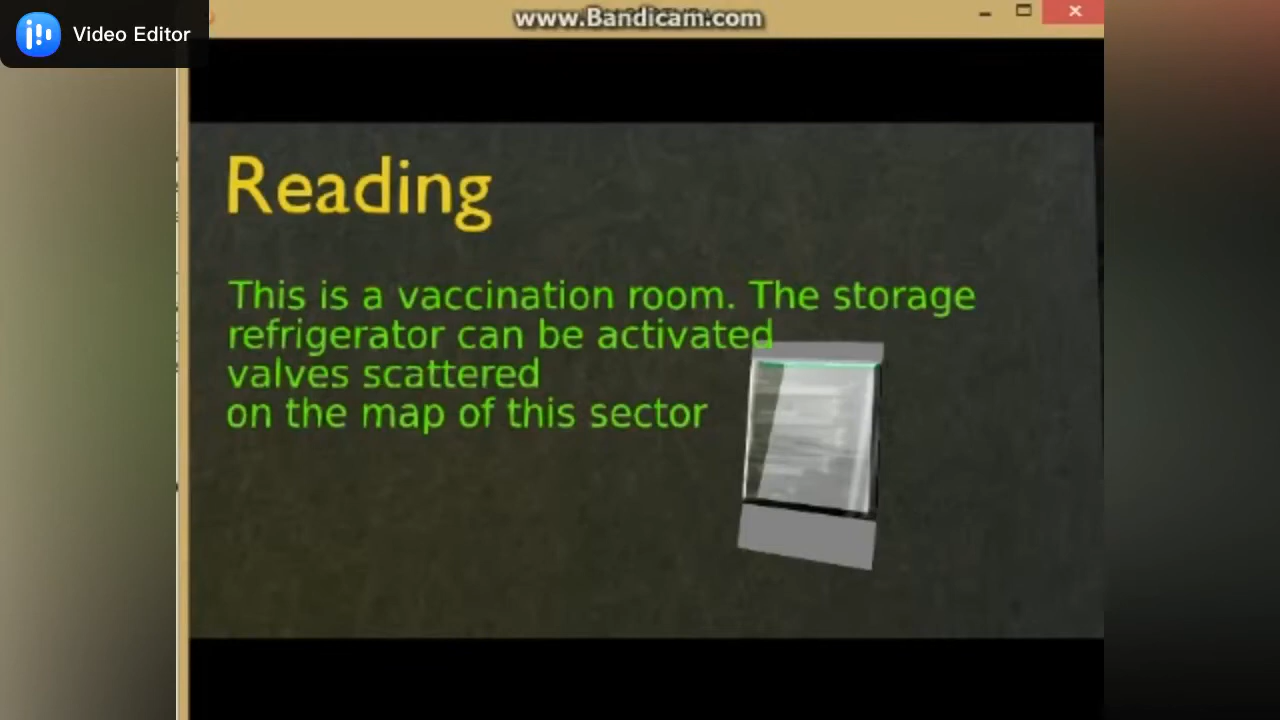 www.Bandicam.com
Video Editor
Reading
This is a vaccination room. The storage
refrigerator can be activated
valves scattered
on the map of this sector